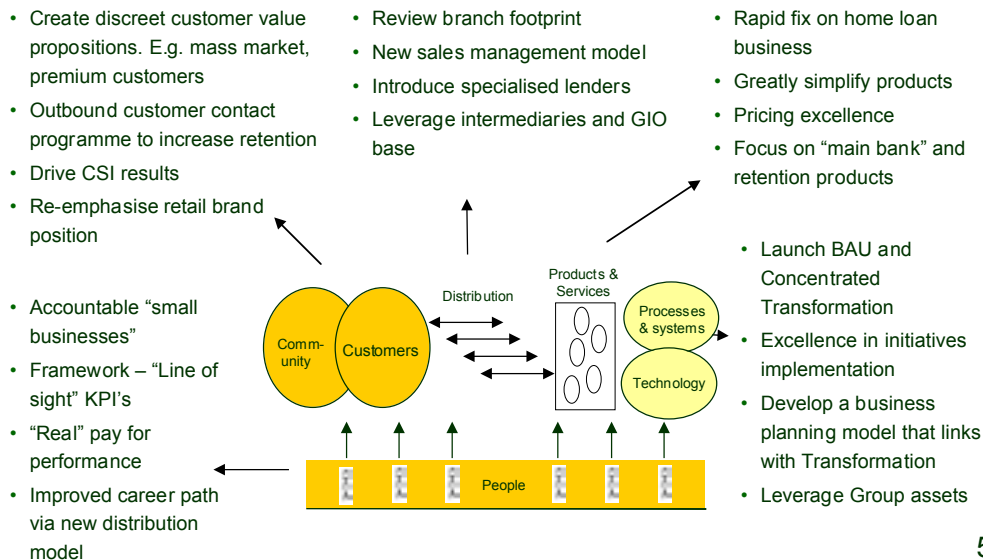 • Create discreet customer value
propositions. E.g. mass market,
premium customers
• Outbound customer contact
programme to increase retention
• Drive CSI results
• Re-emphasise retail brand
position
• Review branch footprint
• New sales management model
• Introduce specialised lenders
• Leverage intermediaries and GIO
base
• Rapid fix on home loan
business
• Greatly simplify products
• Pricing excellence
• Focus on “main bank” and
retention products
• Accountable “small
businesses”
• Framework – “Line of
sight” KPI’s
• “Real” pay for
performance
• Improved career path
via new distribution
model
Comm-
unity
Customers
Distribution
Products &
Services
Processes
& systems
Technology
People
• Launch BAU and
Concentrated
Transformation
• Excellence in initiatives
implementation
• Develop a business
planning model that links
with Transformation
• Leverage Group assets
5